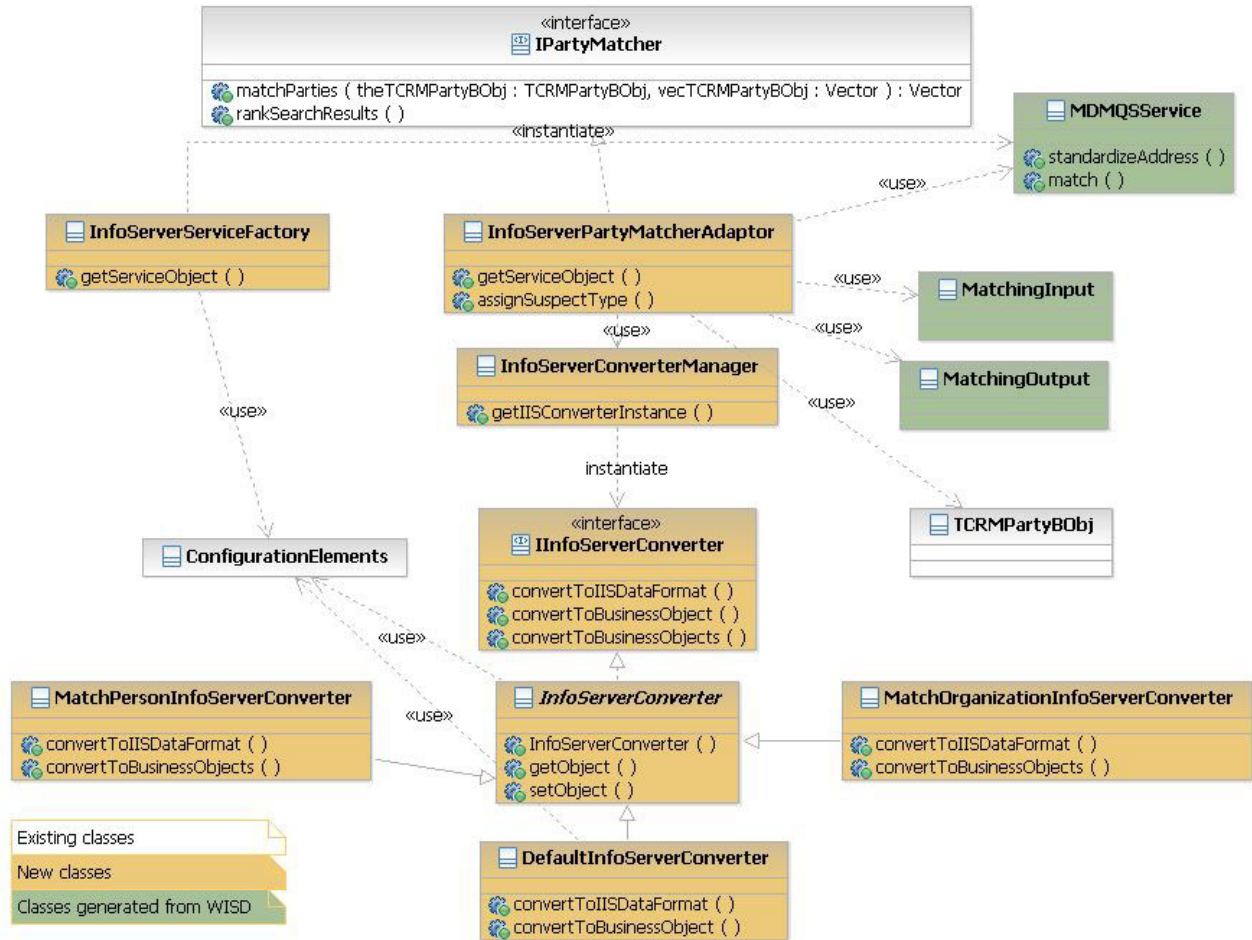 «interface»
IPartyMatcher
matchParties ( theTCRMPartyBObj : TCRMPartyBObj, vecTCRMPartyBObj : Vector ) : Vector
rankSearchResults ( )
«instantiate»
MDMQSService
standardizeAddress ( )
match ( )
«use»
InfoServerServiceFactory
getServiceObject ( )
InfoServerPartyMatcherAdaptor
getServiceObject ( )
assignSuspectType ( )
«use»
MatchingInput
«use»
«use»
MatchingOutput
InfoServerConverterManager
getIISConverterInstance ( )
«use»
«use»
instantiate
TCRMPartyBObj
«interface»
IInfoServerConverter
convertToIISDataFormat ( )
convertToBusinessObject ( )
convertToBusinessObjects ( )
ConfigurationElements
«use»
«use»
MatchPersonInfoServerConverter
convertToIISDataFormat ( )
convertToBusinessObjects ( )
InfoServerConverter
InfoServerConverter ( )
getObject ( )
setObject ( )
MatchOrganizationInfoServerConverter
convertToIISDataFormat ( )
convertToBusinessObjects ( )
DefaultInfoServerConverter
convertToIISDataFormat ( )
convertToBusinessObject ( )
Existing classes
New classes
Classes generated from WISD